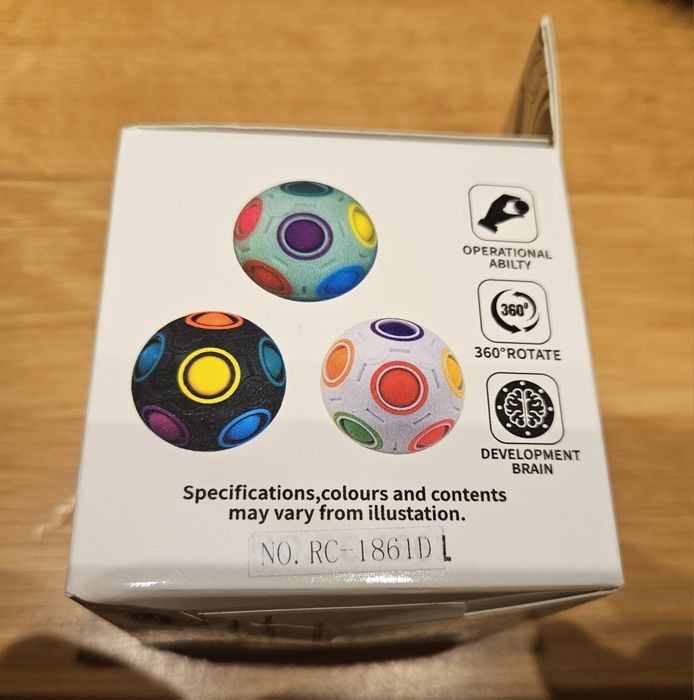 OPERATIONAL
ABILTY
360°
360°ROTATE
DEVELOPMENT
BRAIN
Specifications,colours and contents
may vary from illustation.
NO. RC-1861D L